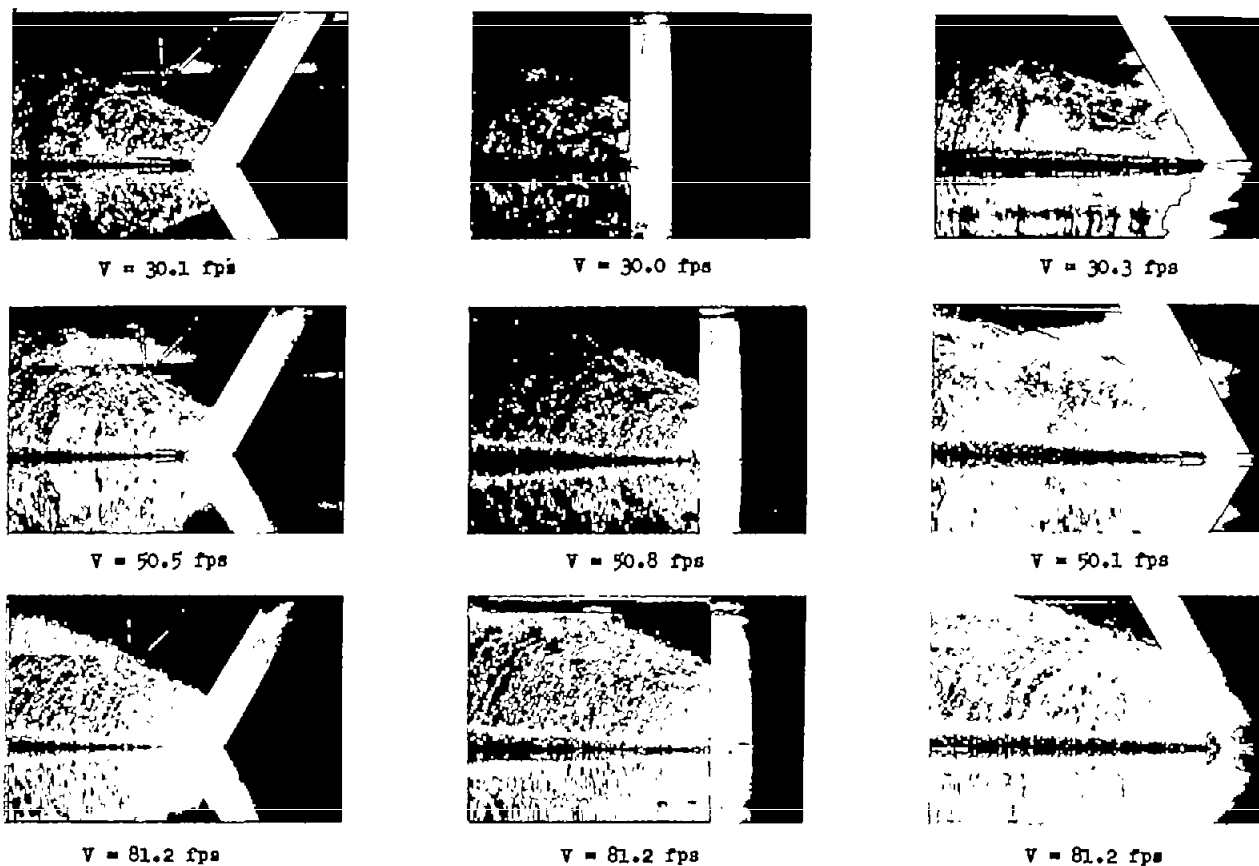 V = 30.1 fps
V = 30.0 fps
V = 30.3 fps
V = 50.5 fps
V = 50.8 fps
V = 50.1 fps
V = 81.2 fps
V = 81.2 fps
V = 81.2 fps